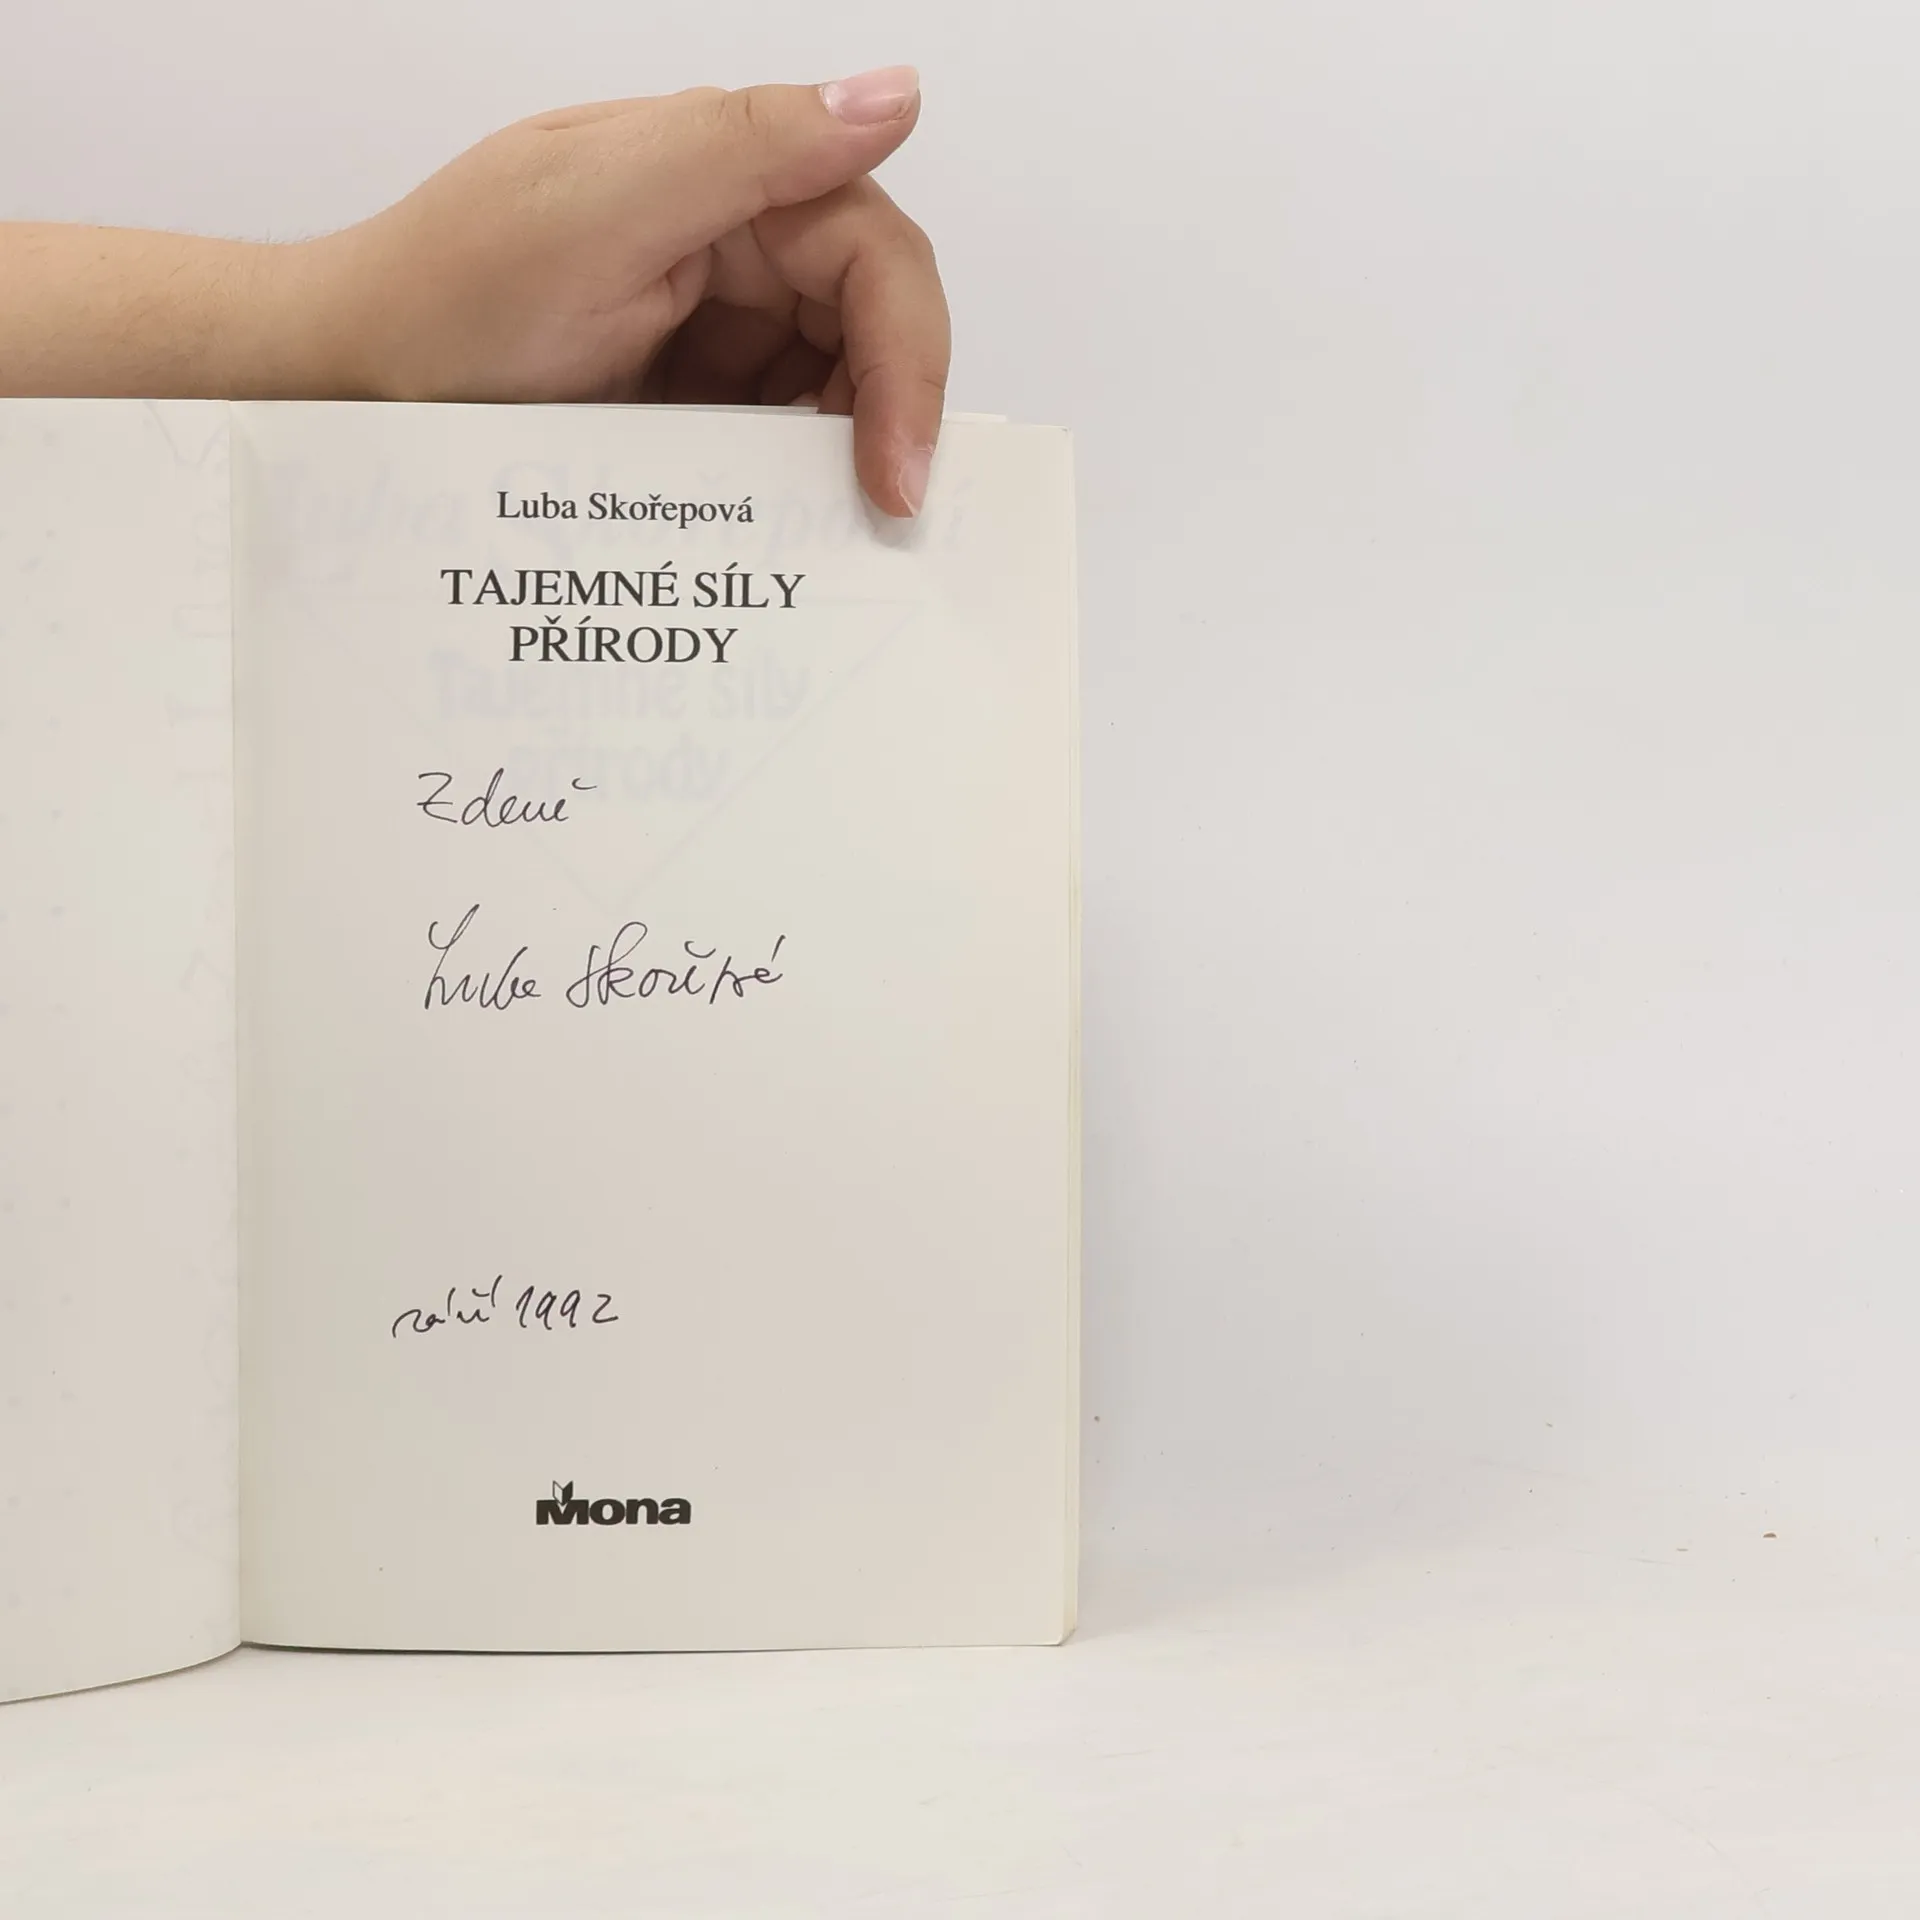 Luba Skořepová
TAJEMNÉ SÍLY
PŘÍRODY
Zdeně
Luba Skořepová
září 1992
Mona